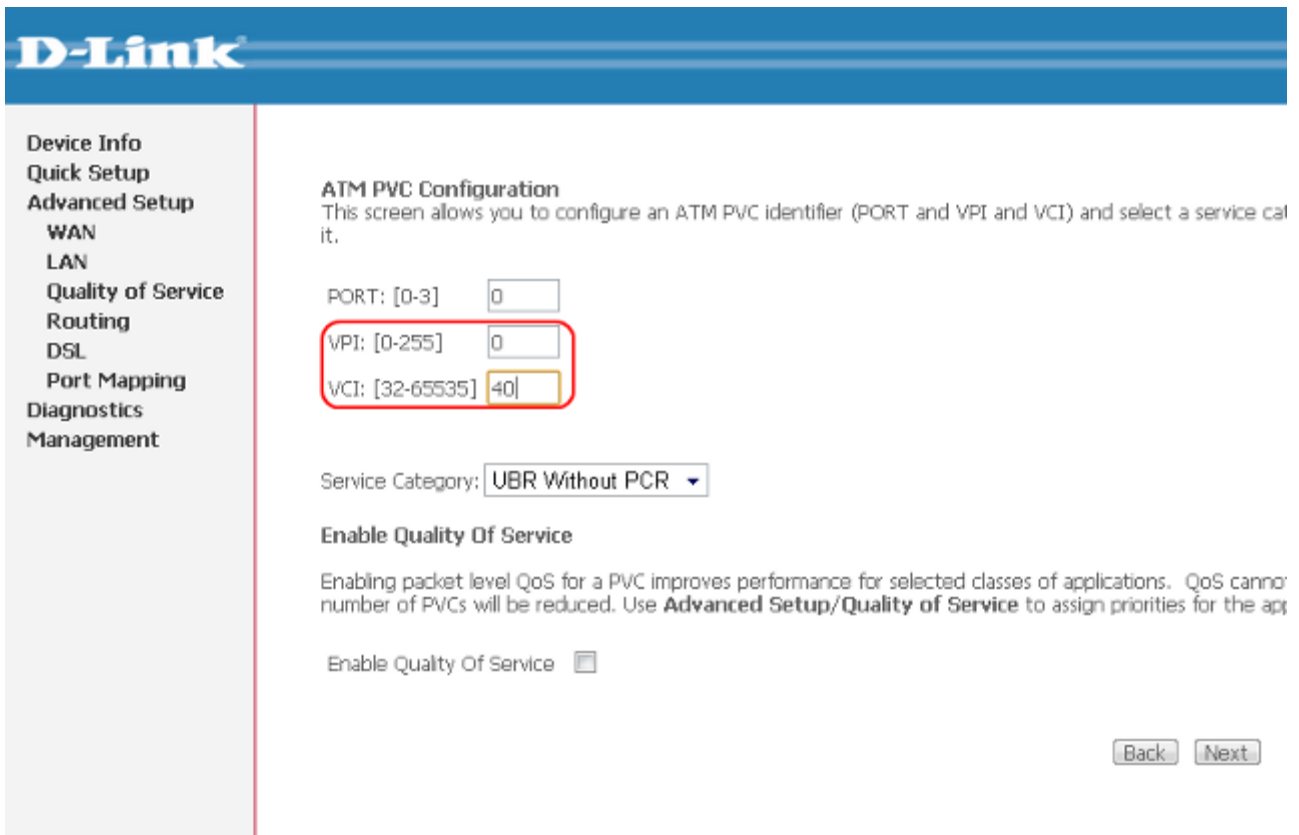 D-Link
Device Info
Quick Setup
Advanced Setup
WAN
LAN
Quality of Service
Routing
DSL
Port Mapping
Diagnostics
Management
ATM PVC Configuration
This screen allows you to configure an ATM PVC identifier (PORT and VPI and VCI) and select a service cat
it.
PORT: [0-3] 0
VPI: [0-255] 0
VCI: [32-65535] 40
Service Category: UBR Without PCR
Enable Quality Of Service
Enabling packet level QoS for a PVC improves performance for selected classes of applications. QoS cannot
number of PVCs will be reduced. Use Advanced Setup/Quality of Service to assign priorities for the app
Enable Quality Of Service
Back Next